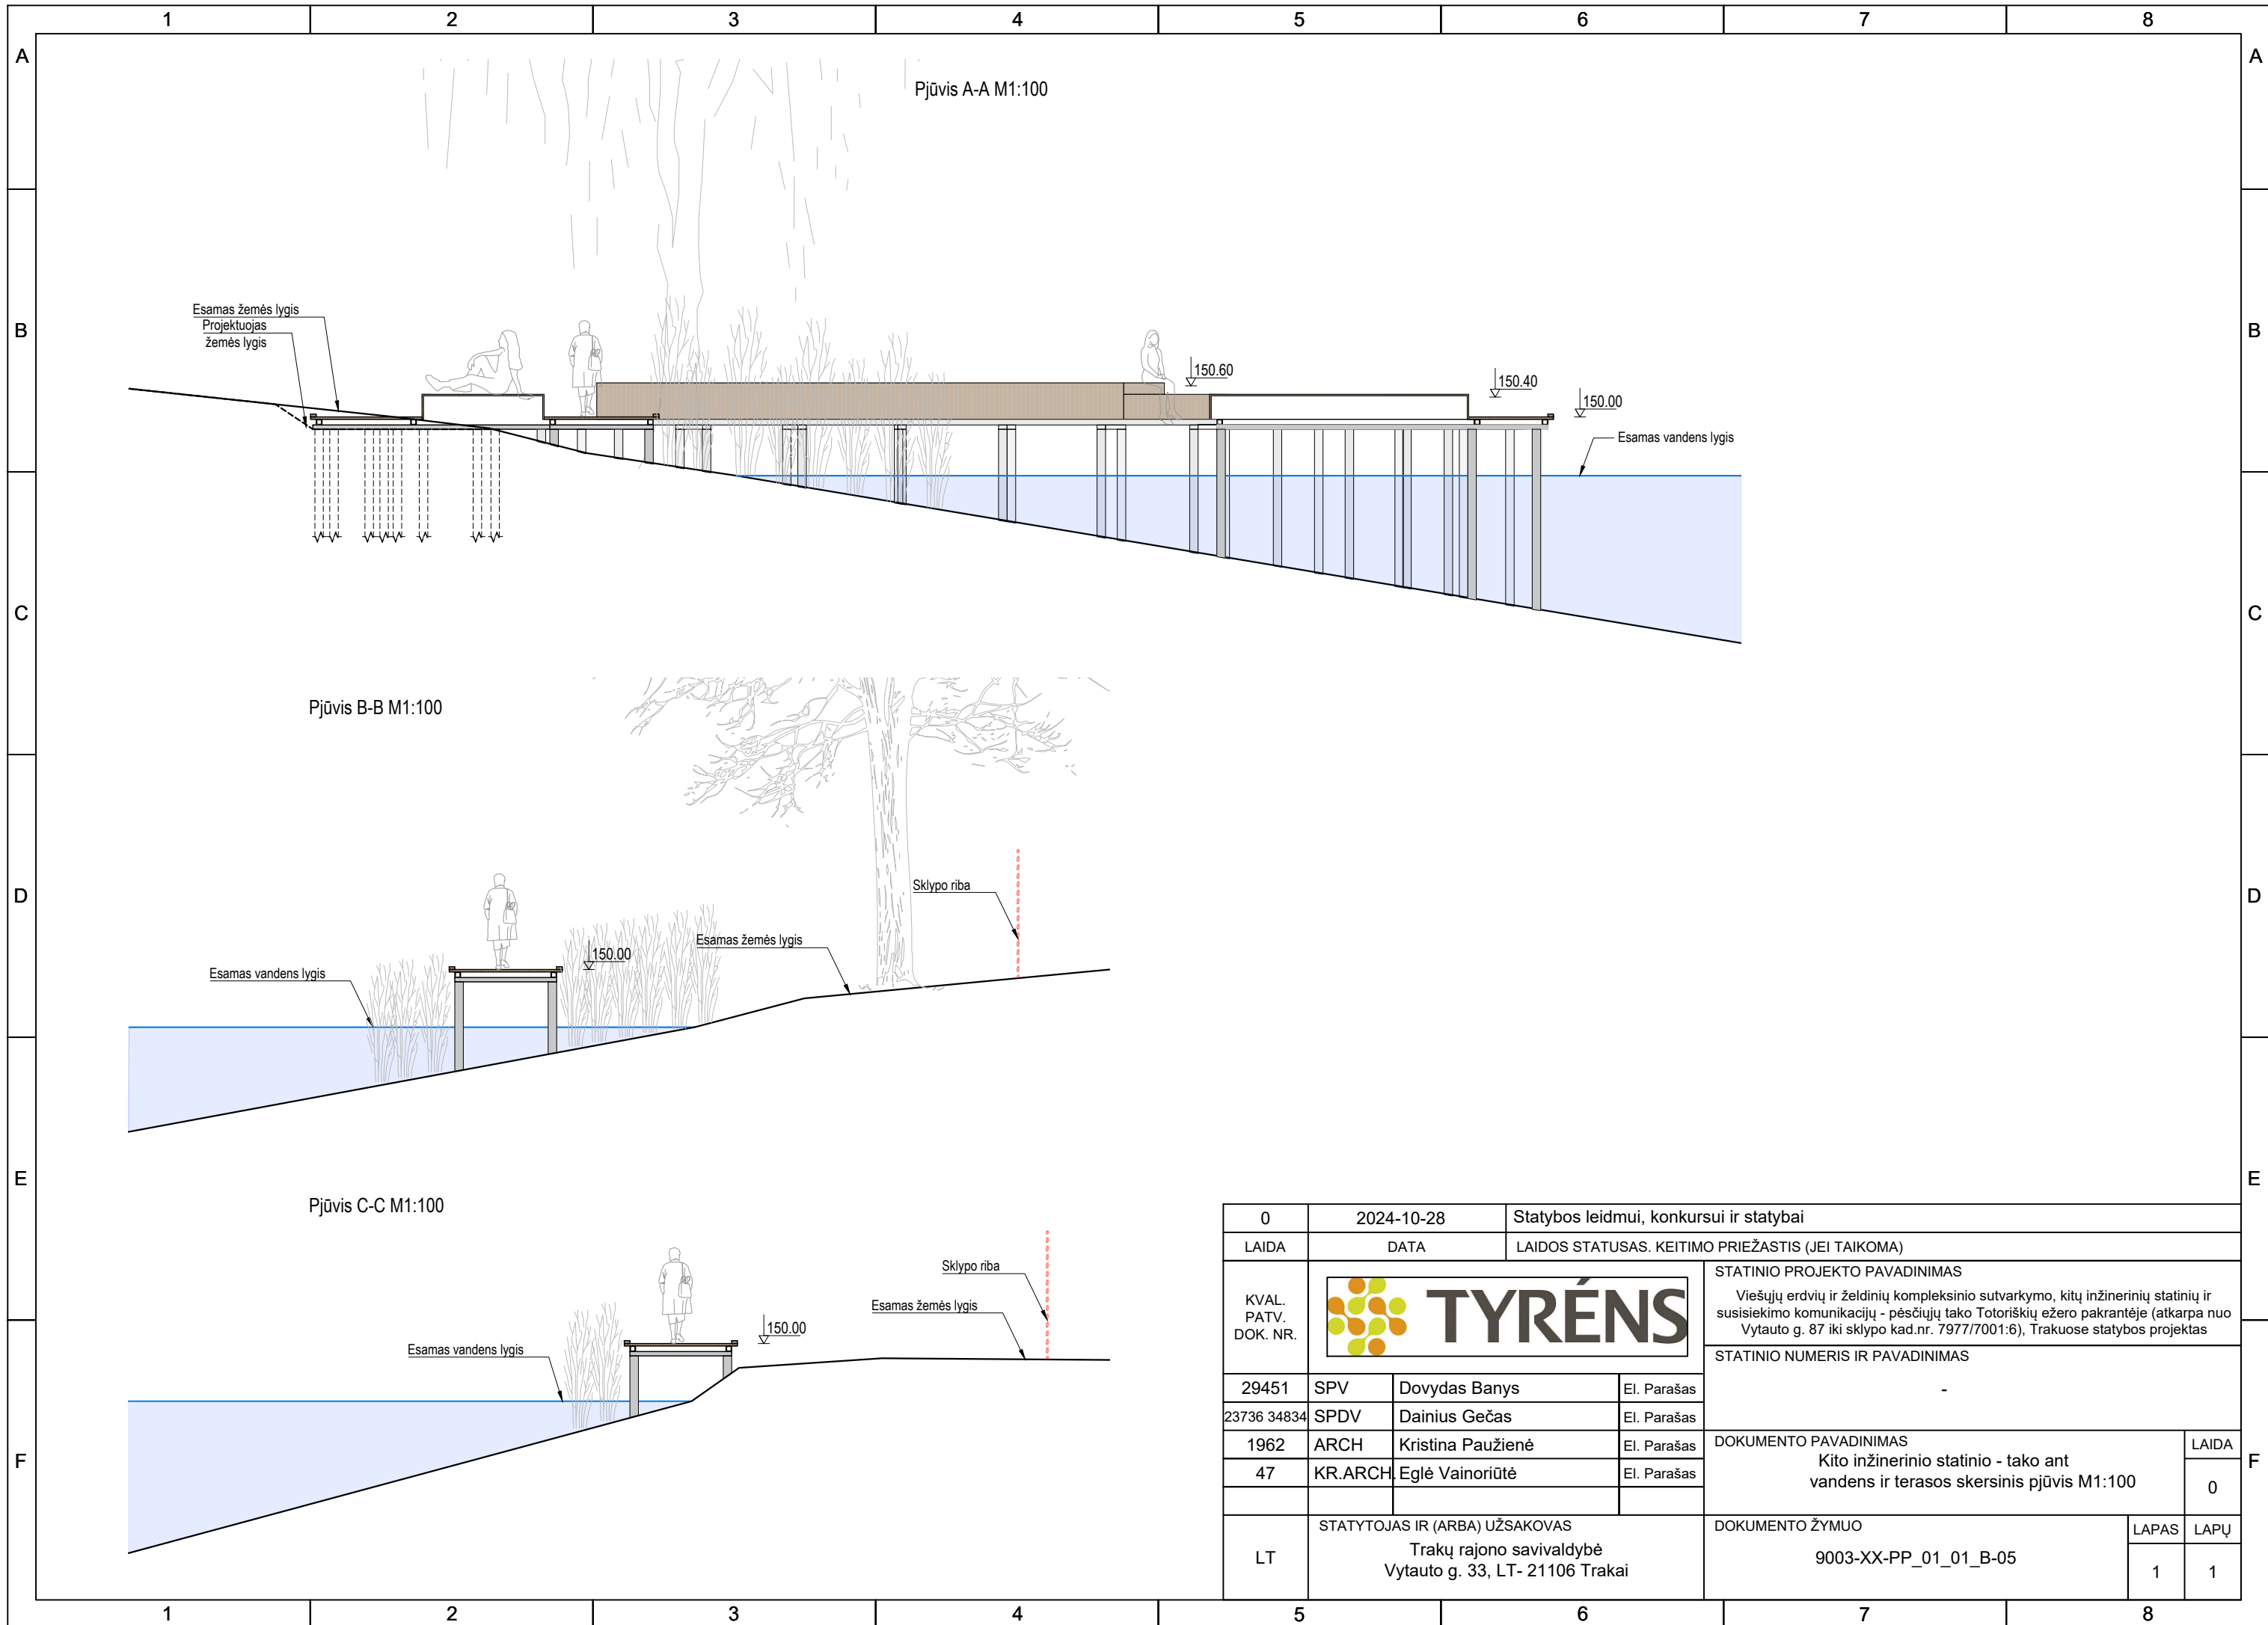 1 2 3 4 5 6 7 8
A A
Pjūvis A-A M1:100
B B
Esamas žemės lygis
Projektuojas
žemės lygis
150.60
150.40
150.00
Esamas vandens lygis
C C
Pjūvis B-B M1:100
D D
Sklypo riba
Esamas žemės lygis
150.00
Esamas vandens lygis
E E
Pjūvis C-C M1:100
Sklypo riba
Esamas žemės lygis
150.00
Esamas vandens lygis
F F
0 2024-10-28 Statybos leidmui, konkursui ir statybai
LAIDA DATA LAIDOS STATUSAS. KEITIMO PRIEŽASTIS (JEI TAIKOMA)
KVAL.
PATV.
DOK. NR.
TYRÉNS
STATINIO PROJEKTO PAVADINIMAS
Viešųjų erdvių ir želdinių kompleksinio sutvarkymo, kitų inžinerinių statinių ir
susisiekimo komunikacijų - pėsčiųjų tako Totoriškių ežero pakrantėje (atkarpa nuo
Vytauto g. 87 iki sklypo kad.nr. 7977/7001:6), Trakuose statybos projektas
STATINIO NUMERIS IR PAVADINIMAS
-
29451 SPV Dovydas Banys El. Parašas
23736 34834 SPDV Dainius Gečas El. Parašas
1962 ARCH Kristina Paužienė El. Parašas
47 KR.ARCH. Eglė Vainoriūtė El. Parašas
DOKUMENTO PAVADINIMAS
Kito inžinerinio statinio - tako ant
vandens ir terasos skersinis pjūvis M1:100
LAIDA
0
LT
STATYTOJAS IR (ARBA) UŽSAKOVAS
Trakų rajono savivaldybė
Vytauto g. 33, LT- 21106 Trakai
DOKUMENTO ŽYMUO
9003-XX-PP_01_01_B-05
LAPAS LAPŲ
1 1
1 2 3 4 5 6 7 8